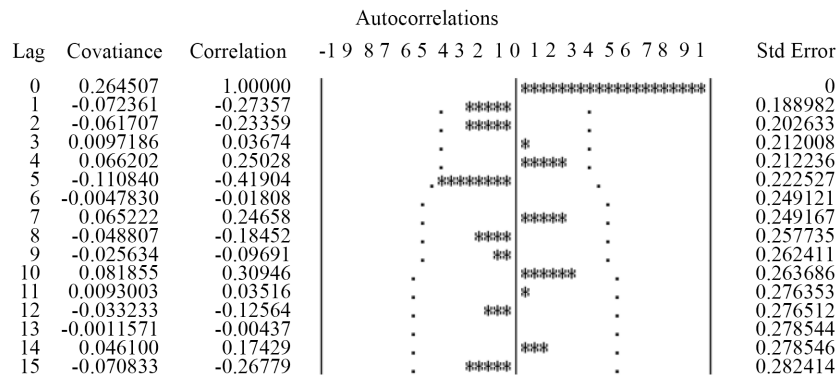 Autocorrelations
Lag Covatiance Correlation -1 9 8 7 6 5 4 3 2 1 0 1 2 3 4 5 6 7 8 9 1 Std Error
0 0.264507 1.00000 ******************** 0
1 -0.072361 -0.27357 ***** 0.188982
2 -0.061707 -0.23359 ***** 0.202633
3 0.0097186 0.03674 * 0.212008
4 0.066202 0.25028 ***** 0.212236
5 -0.110840 -0.41904 ******** 0.222527
6 -0.0047830 -0.01808 0.249121
7 0.065222 0.24658 ***** 0.249167
8 -0.048807 -0.18452 **** 0.257735
9 -0.025634 -0.09691 ** 0.262411
10 0.081855 0.30946 ****** 0.263686
11 0.0093003 0.03516 * 0.276353
12 -0.033233 -0.12564 *** 0.276512
13 -0.0011571 -0.00437 0.278544
14 0.046100 0.17429 *** 0.278546
15 -0.070833 -0.26779 ***** 0.282414